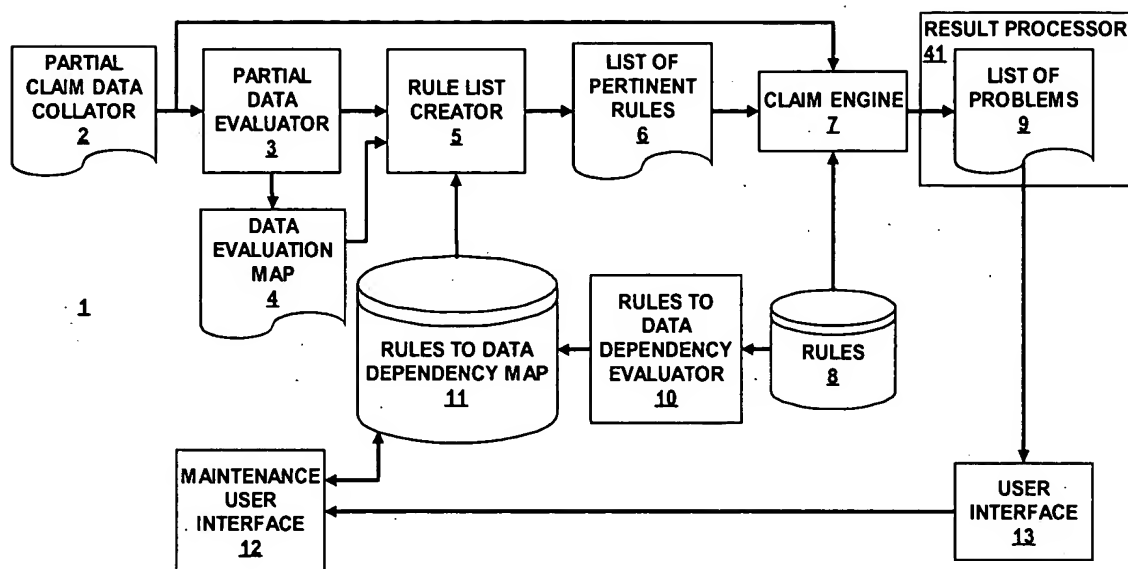 PARTIAL
CLAIM DATA
COLLATOR
2
PARTIAL
DATA
EVALUATOR
3
RULE LIST
CREATOR
5
LIST OF
PERTINENT
RULES
6
CLAIM ENGINE
7
RESULT PROCESSOR
41
LIST OF
PROBLEMS
9
DATA
EVALUATION
MAP
4
1
RULES TO DATA
DEPENDENCY MAP
11
RULES TO
DATA
DEPENDENCY
EVALUATOR
10
RULES
8
MAINTENANCE
USER
INTERFACE
12
USER
INTERFACE
13